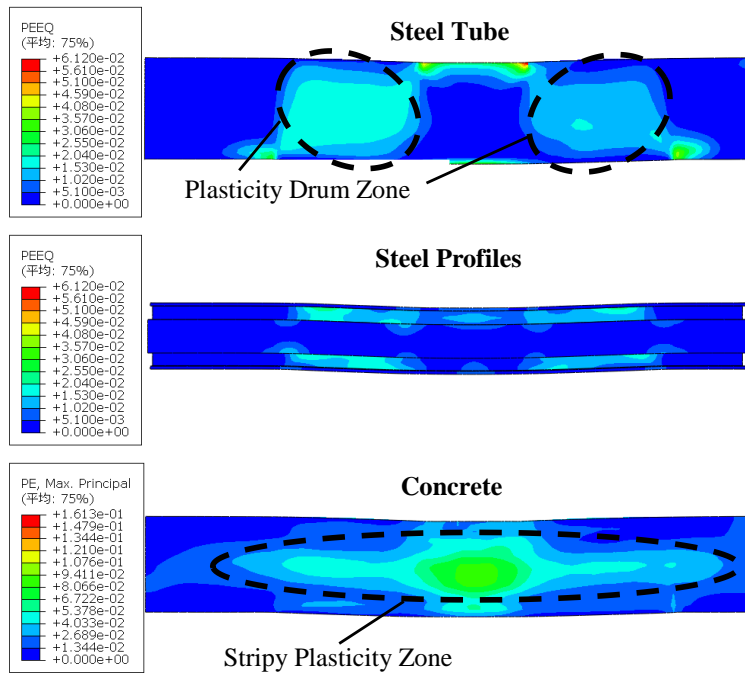 Steel Tube
PEEQ
(平均: 75%)
+6.120e-02
+5.610e-02
+5.100e-02
+4.590e-02
+4.080e-02
+3.570e-02
+3.060e-02
+2.550e-02
+2.040e-02
+1.530e-02
+1.020e-02
+5.100e-03
+0.000e+00
Plasticity Drum Zone
Steel Profiles
PEEQ
(平均: 75%)
+6.120e-02
+5.610e-02
+5.100e-02
+4.590e-02
+4.080e-02
+3.570e-02
+3.060e-02
+2.550e-02
+2.040e-02
+1.530e-02
+1.020e-02
+5.100e-03
+0.000e+00
Concrete
PE, Max. Principal
(平均: 75%)
+1.613e-01
+1.479e-01
+1.344e-01
+1.210e-01
+1.076e-01
+9.411e-02
+8.066e-02
+6.722e-02
+5.378e-02
+4.033e-02
+2.689e-02
+1.344e-02
+0.000e+00
Stripy Plasticity Zone